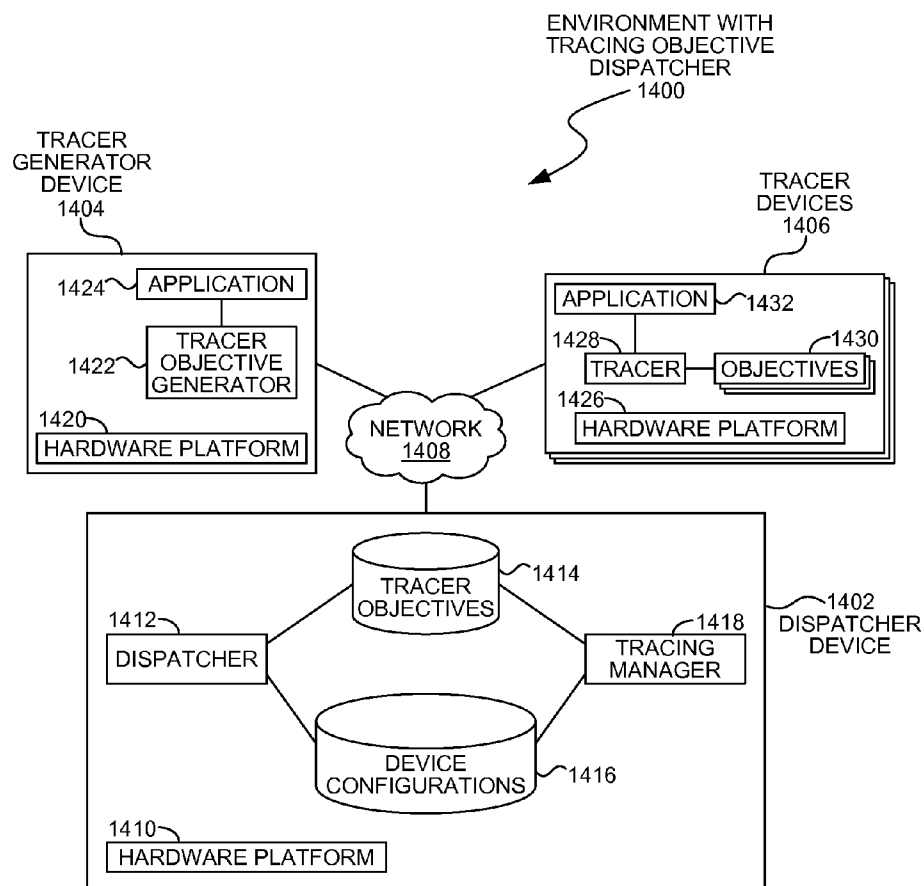 ENVIRONMENT WITH
TRACING OBJECTIVE
DISPATCHER
1400
TRACER
GENERATOR
DEVICE
1404
TRACER
DEVICES
1406
1424
APPLICATION
1422
TRACER
OBJECTIVE
GENERATOR
1420
HARDWARE PLATFORM
APPLICATION
1432
1428
1430
TRACER
OBJECTIVES
1426
HARDWARE PLATFORM
NETWORK
1408
1414
TRACER
OBJECTIVES
1412
DISPATCHER
1418
TRACING
MANAGER
1402
DISPATCHER
DEVICE
DEVICE
CONFIGURATIONS
1416
1410
HARDWARE PLATFORM